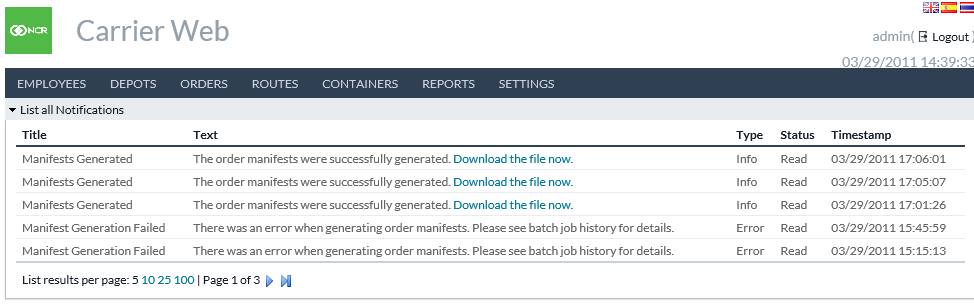 NCR
Carrier Web
admin( Logout )
03/29/2011 14:39:33
EMPLOYEES DEPOTS ORDERS ROUTES CONTAINERS REPORTS SETTINGS
List all Notifications
Title Text Type Status Timestamp
Manifests Generated The order manifests were successfully generated. Download the file now. Info Read 03/29/2011 17:06:01
Manifests Generated The order manifests were successfully generated. Download the file now. Info Read 03/29/2011 17:05:07
Manifests Generated The order manifests were successfully generated. Download the file now. Info Read 03/29/2011 17:01:26
Manifest Generation Failed There was an error when generating order manifests. Please see batch job history for details. Error Read 03/29/2011 15:45:59
Manifest Generation Failed There was an error when generating order manifests. Please see batch job history for details. Error Read 03/29/2011 15:15:13
List results per page: 5 10 25 100 | Page 1 of 3